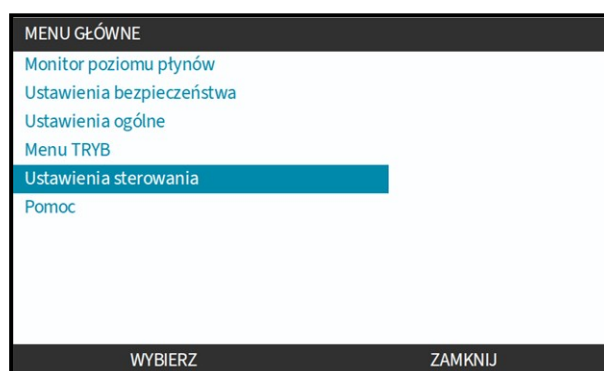 MENU GŁÓWNE
Monitor poziomu płynów
Ustawienia bezpieczeństwa
Ustawienia ogólne
Menu TRYB
Ustawienia sterowania
Pomoc
WYBIERZ ZAMKNIJ